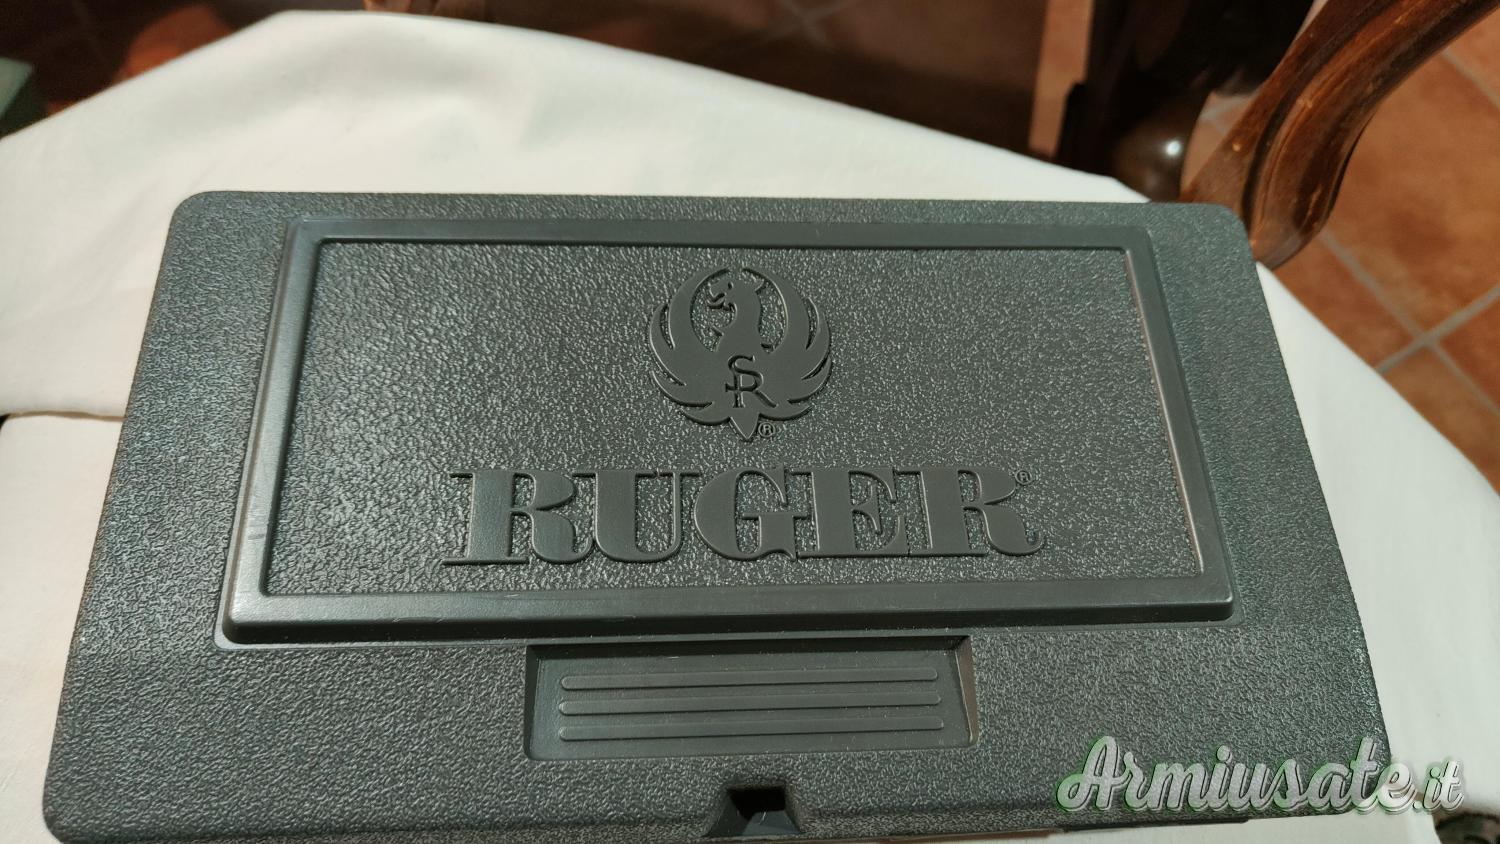 SR
®
RUGER®
Armiusate.it